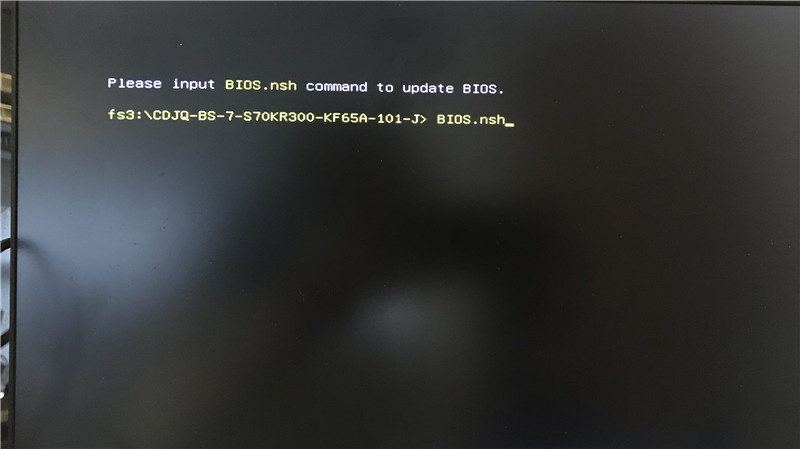 Please input BIOS.nsh command to update BIOS.
fs3:\CDJQ-BS-7-S70KR300-KF65A-101-J> BIOS.nsh_